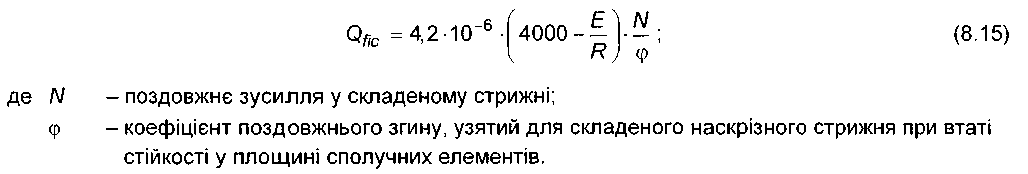 Q_fic = 4,2·10⁻⁶·(4000 − E/R)·N/φ ; (8.15)
де N – поздовжнє зусилля у складеному стрижні;
φ – коефіцієнт поздовжнього згину, узятий для складеного наскрізного стрижня при втаті
стійкості у площині сполучних елементів.